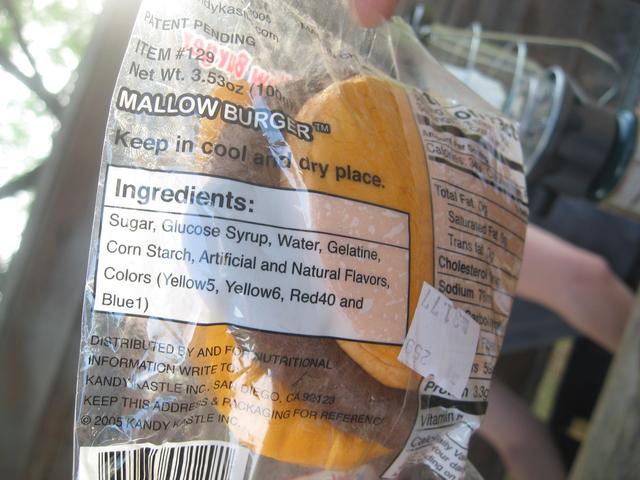 PATENT PENDING
ITEM #129
Net Wt. 3.53oz
MALLOW BURGER™
Keep in cool and dry place.
Ingredients:
Sugar, Glucose Syrup, Water, Gelatine,
Corn Starch, Artificial and Natural Flavors,
Colors (Yellow5, Yellow6, Red40 and
Blue1)
DISTRIBUTED BY AND FOR NUTRITIONAL
INFORMATION WRITE TO
KANDY KASTLE INC. SAN DIEGO, CA 92123
KEEP THIS ADDRESS & PACKAGING FOR REFERENCE
© 2005 KANDY KASTLE INC.
Total Fat 0g
Saturated Fat
Trans fat
Cholesterol
Sodium
Vitamin A